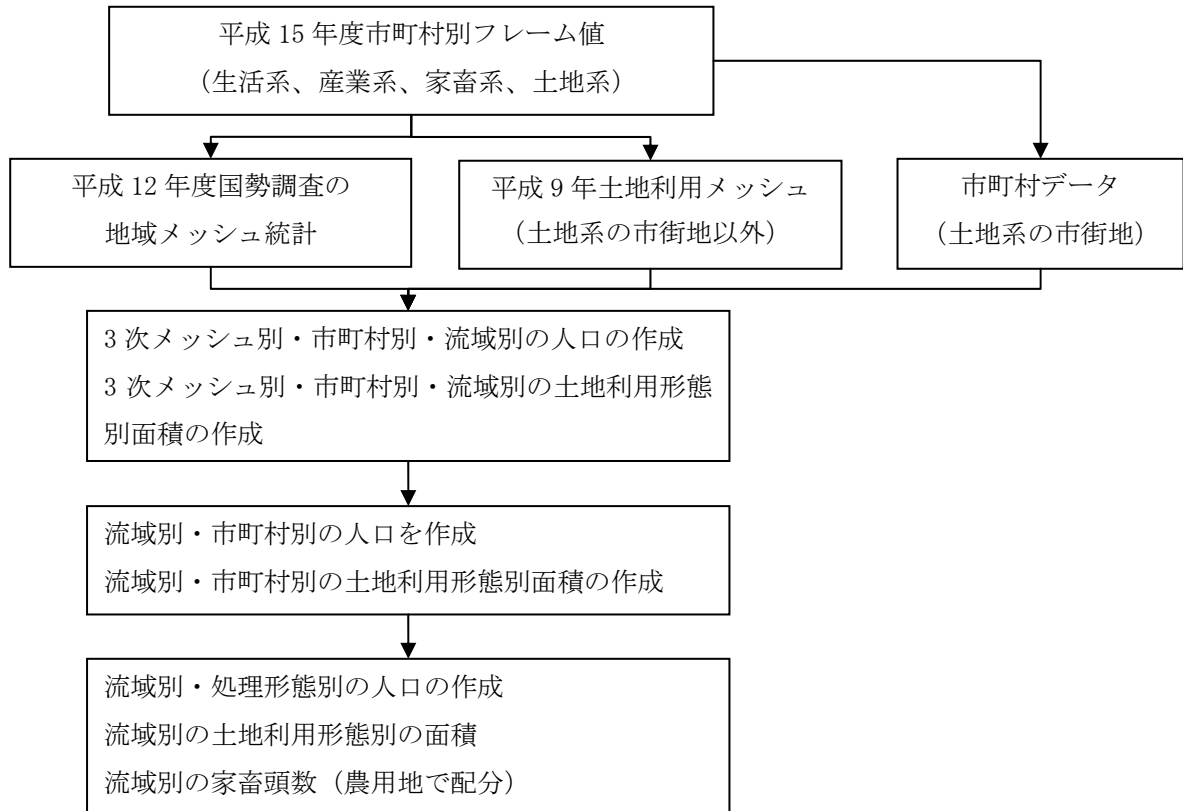 平成 15 年度市町村別フレーム値
（生活系、産業系、家畜系、土地系）
平成 12 年度国勢調査の
地域メッシュ統計
平成 9 年土地利用メッシュ
（土地系の市街地以外）
市町村データ
（土地系の市街地）
3 次メッシュ別・市町村別・流域別の人口の作成
3 次メッシュ別・市町村別・流域別の土地利用形態
別面積の作成
流域別・市町村別の人口を作成
流域別・市町村別の土地利用形態別面積の作成
流域別・処理形態別の人口の作成
流域別の土地利用形態別の面積
流域別の家畜頭数（農用地で配分）